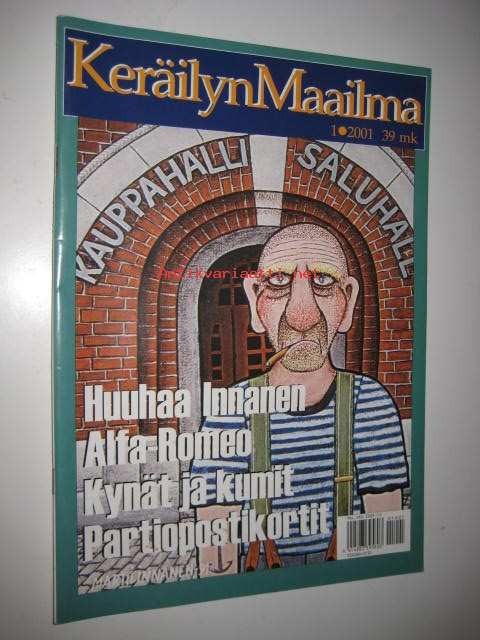 KeräilynMaailma
1●2001 39 mk
KAUPPAHALLI
SALUHALL
Antikvariaatti.net
Huuhaa Innanen
Alfa-Romeo
Kynät ja kumit
Partiopostikortit